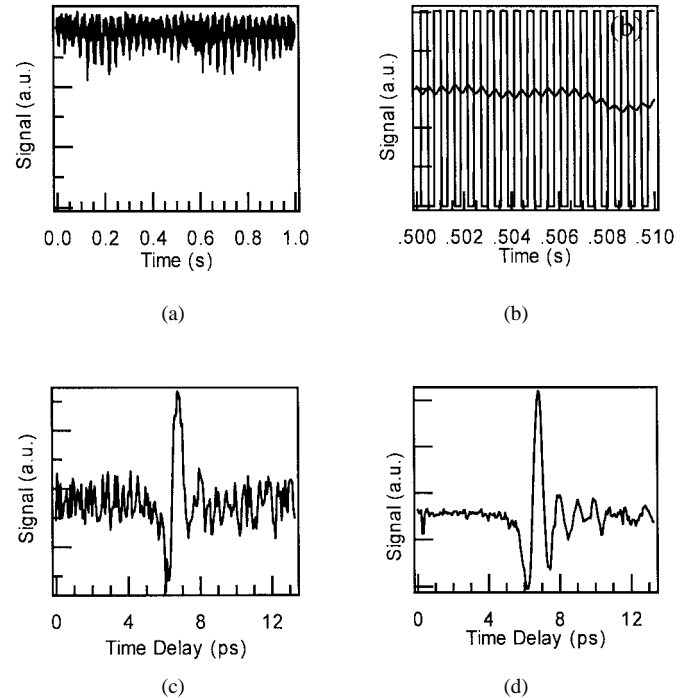 Signal (a.u.)
0.0 0.2 0.4 0.6 0.8 1.0
Time (s)
(a)
Signal (a.u.)
(b)
.500 .502 .504 .506 .508 .510
Time (s)
(b)
Signal (a.u.)
0 4 8 12
Time Delay (ps)
(c)
Signal (a.u.)
0 4 8 12
Time Delay (ps)
(d)